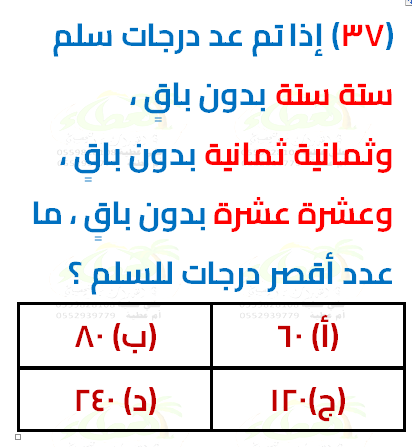 (٣٧) إذا تم عد درجات سلم
ستة ستة بدون باقٍ ،
وثمانية ثمانية بدون باقٍ ،
وعشرة عشرة بدون باقٍ ، ما
عدد أقصر درجات للسلم ؟
(أ) ٦٠
(ب) ٨٠
(ج) ١٢٠
(د) ٢٤٠